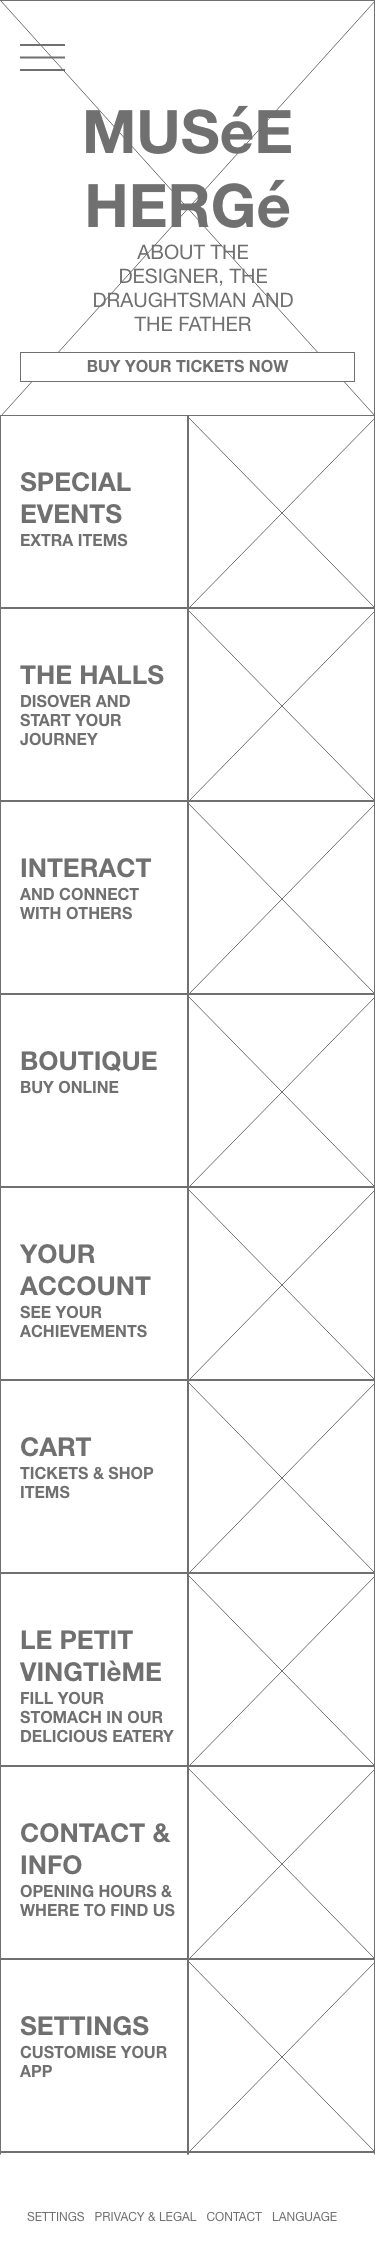 MUSéE
HERGé
ABOUT THE
DESIGNER, THE
DRAUGHTSMAN AND
THE FATHER
BUY YOUR TICKETS NOW
SPECIAL
EVENTS
EXTRA ITEMS
THE HALLS
DISOVER AND
START YOUR
JOURNEY
INTERACT
AND CONNECT
WITH OTHERS
BOUTIQUE
BUY ONLINE
YOUR
ACCOUNT
SEE YOUR
ACHIEVEMENTS
CART
TICKETS & SHOP
ITEMS
LE PETIT
VINGTIèME
FILL YOUR
STOMACH IN OUR
DELICIOUS EATERY
CONTACT &
INFO
OPENING HOURS &
WHERE TO FIND US
SETTINGS
CUSTOMISE YOUR
APP
SETTINGS PRIVACY & LEGAL CONTACT LANGUAGE